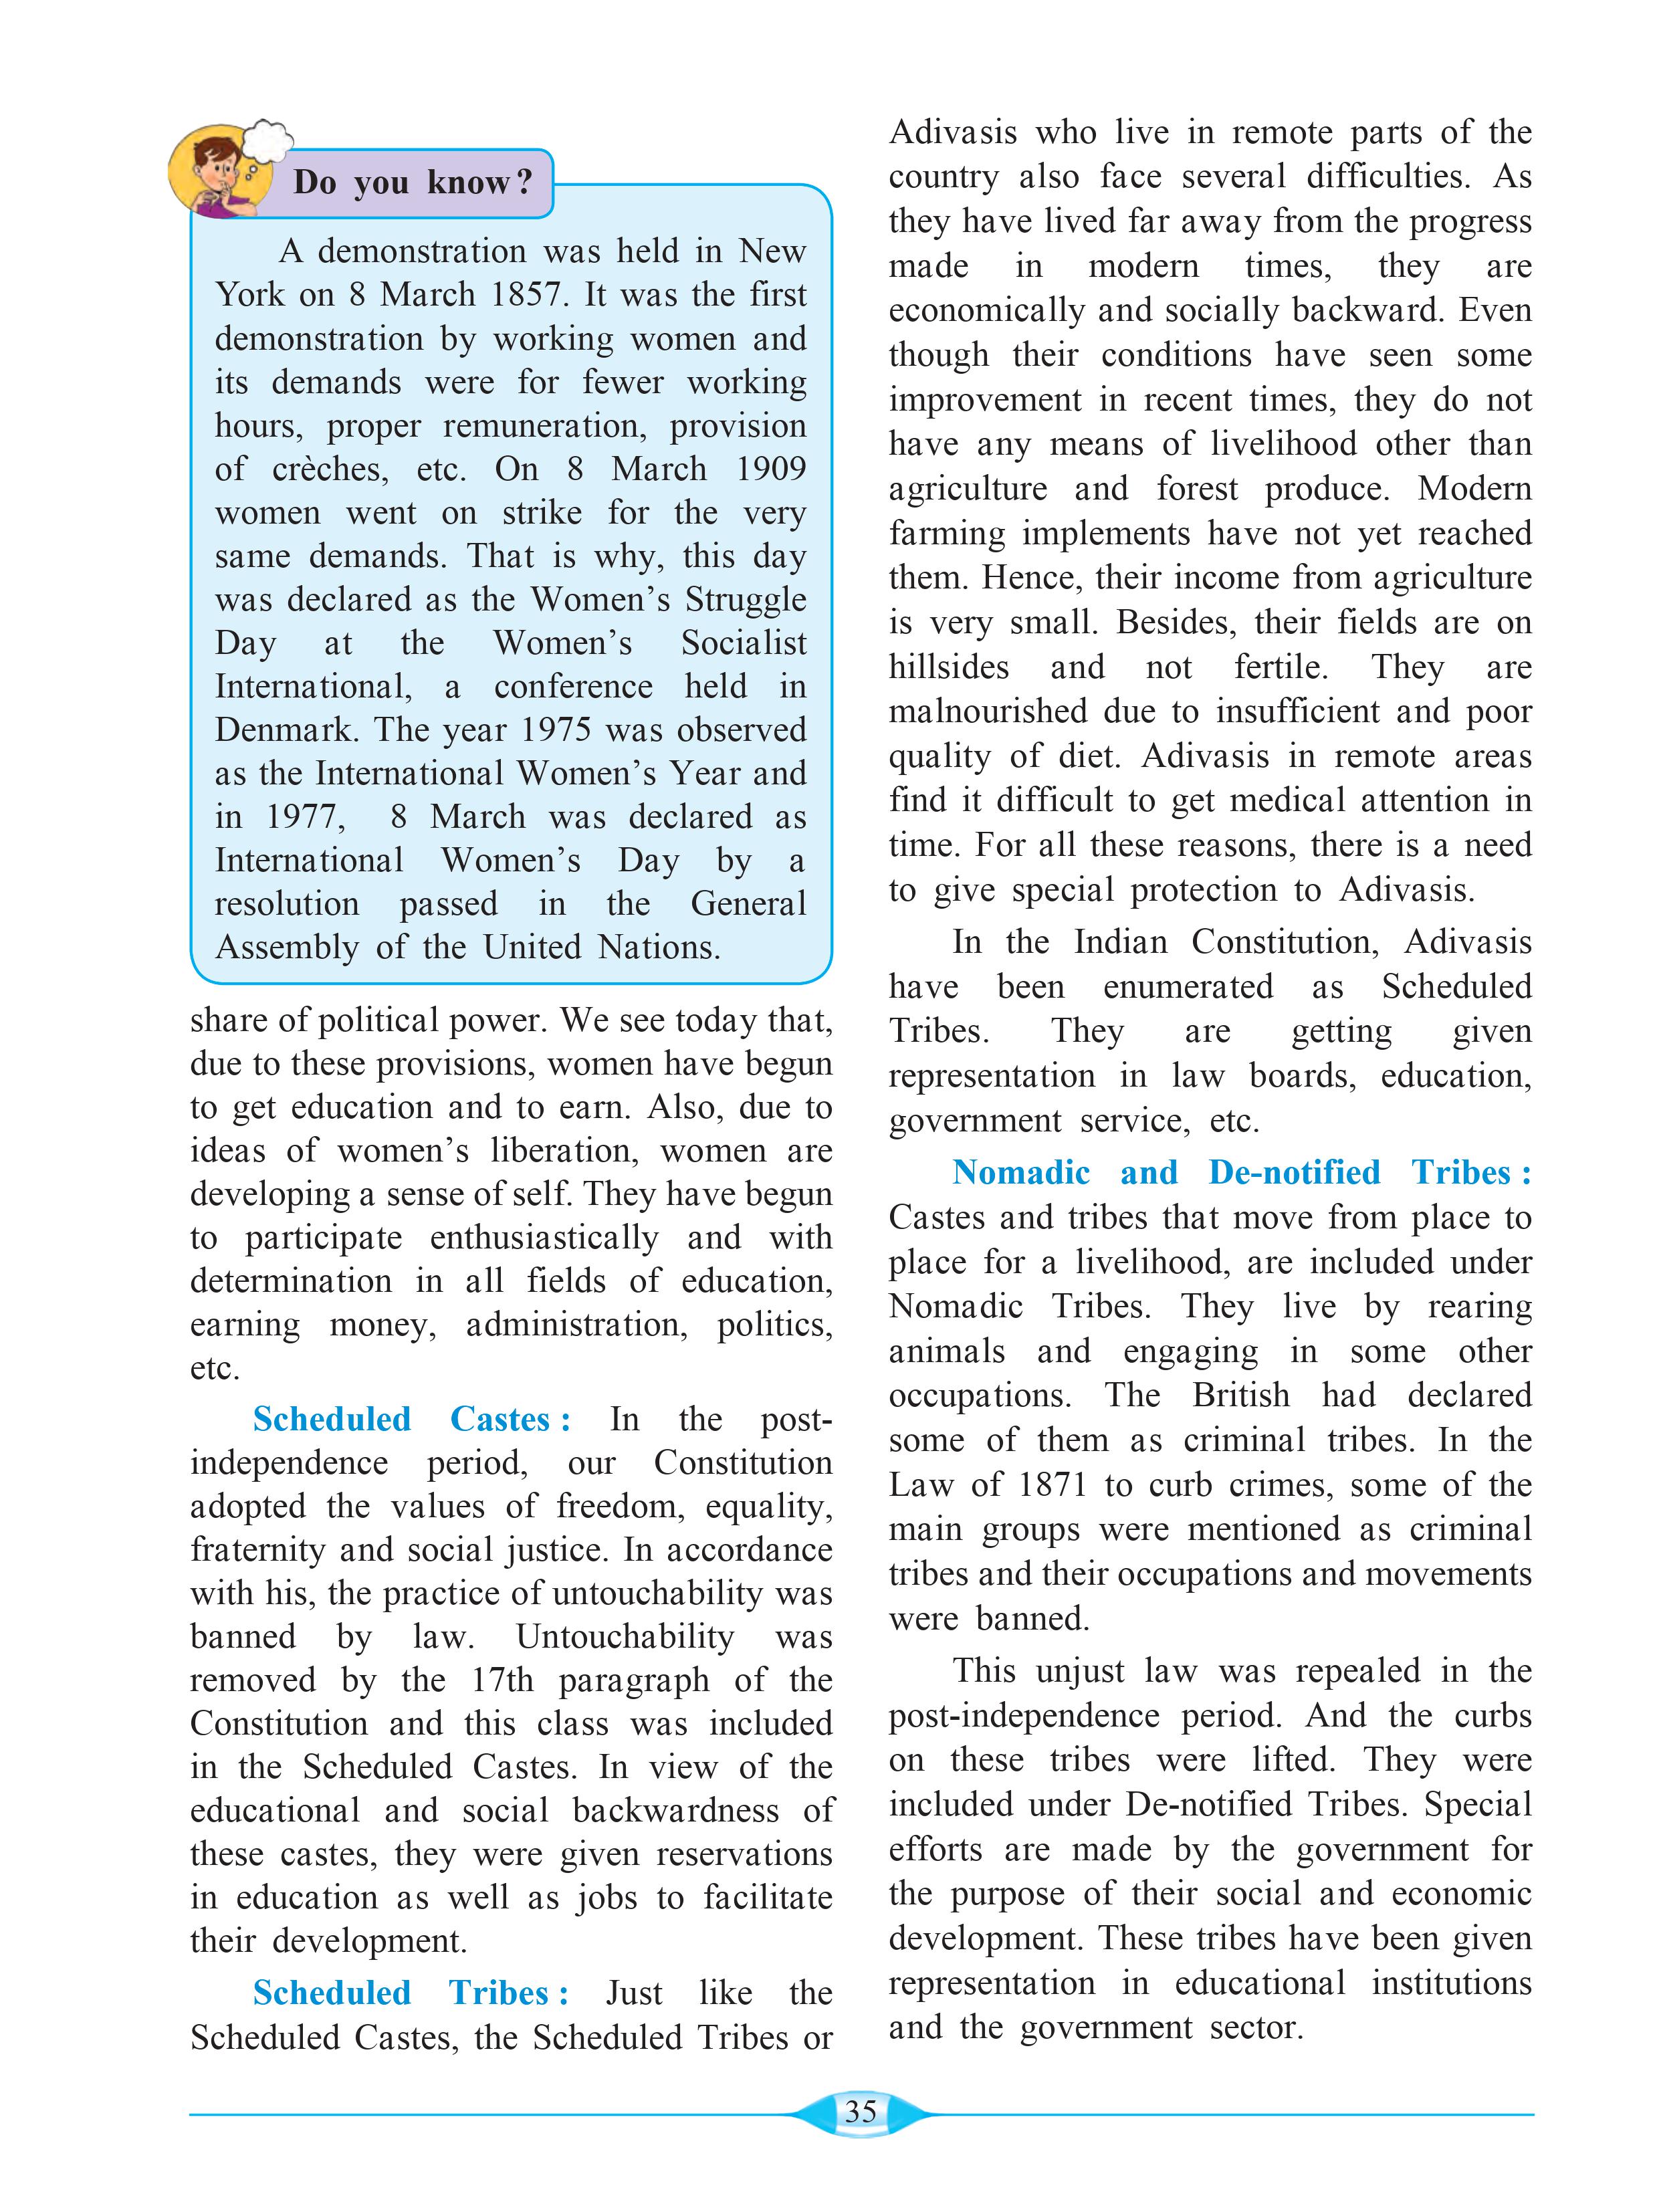 Do you know?
A demonstration was held in New
York on 8 March 1857. It was the first
demonstration by working women and
its demands were for fewer working
hours, proper remuneration, provision
of crèches, etc. On 8 March 1909
women went on strike for the very
same demands. That is why, this day
was declared as the Women’s Struggle
Day at the Women’s Socialist
International, a conference held in
Denmark. The year 1975 was observed
as the International Women’s Year and
in 1977, 8 March was declared as
International Women’s Day by a
resolution passed in the General
Assembly of the United Nations.
share of political power. We see today that,
due to these provisions, women have begun
to get education and to earn. Also, due to
ideas of women’s liberation, women are
developing a sense of self. They have begun
to participate enthusiastically and with
determination in all fields of education,
earning money, administration, politics,
etc.
Scheduled Castes : In the post-
independence period, our Constitution
adopted the values of freedom, equality,
fraternity and social justice. In accordance
with his, the practice of untouchability was
banned by law. Untouchability was
removed by the 17th paragraph of the
Constitution and this class was included
in the Scheduled Castes. In view of the
educational and social backwardness of
these castes, they were given reservations
in education as well as jobs to facilitate
their development.
Scheduled Tribes : Just like the
Scheduled Castes, the Scheduled Tribes or
Adivasis who live in remote parts of the
country also face several difficulties. As
they have lived far away from the progress
made in modern times, they are
economically and socially backward. Even
though their conditions have seen some
improvement in recent times, they do not
have any means of livelihood other than
agriculture and forest produce. Modern
farming implements have not yet reached
them. Hence, their income from agriculture
is very small. Besides, their fields are on
hillsides and not fertile. They are
malnourished due to insufficient and poor
quality of diet. Adivasis in remote areas
find it difficult to get medical attention in
time. For all these reasons, there is a need
to give special protection to Adivasis.
In the Indian Constitution, Adivasis
have been enumerated as Scheduled
Tribes. They are getting given
representation in law boards, education,
government service, etc.
Nomadic and De-notified Tribes :
Castes and tribes that move from place to
place for a livelihood, are included under
Nomadic Tribes. They live by rearing
animals and engaging in some other
occupations. The British had declared
some of them as criminal tribes. In the
Law of 1871 to curb crimes, some of the
main groups were mentioned as criminal
tribes and their occupations and movements
were banned.
This unjust law was repealed in the
post-independence period. And the curbs
on these tribes were lifted. They were
included under De-notified Tribes. Special
efforts are made by the government for
the purpose of their social and economic
development. These tribes have been given
representation in educational institutions
and the government sector.
35